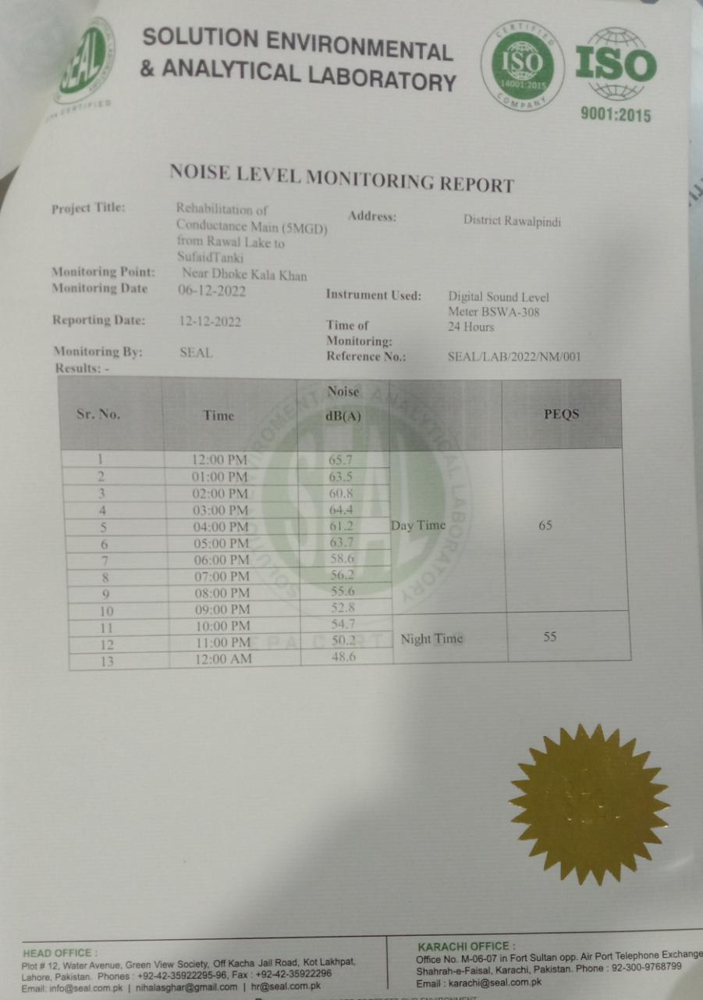 SEAL
CERTIFIED
SOLUTION ENVIRONMENTAL
& ANALYTICAL LABORATORY
CERTIFIED
ISO
14001:2015
COMPANY
ISO
9001:2015
NOISE LEVEL MONITORING REPORT
Project Title: Rehabilitation of Conductance Main (5MGD) from Rawal Lake to SufaidTanki
Address: District Rawalpindi
Monitoring Point: Near Dhoke Kala Khan
Monitoring Date 06-12-2022
Instrument Used: Digital Sound Level Meter BSWA-308
Reporting Date: 12-12-2022
Time of Monitoring: 24 Hours
Monitoring By: SEAL
Reference No.: SEAL/LAB/2022/NM/001
Results: -
Sr. No. Time Noise dB(A) PEQS
1 12:00 PM 65.7
2 01:00 PM 63.5
3 02:00 PM 60.8
4 03:00 PM 64.4
5 04:00 PM 61.2 Day Time 65
6 05:00 PM 63.7
7 06:00 PM 58.6
8 07:00 PM 56.2
9 08:00 PM 55.6
10 09:00 PM 52.8
11 10:00 PM 54.7
12 11:00 PM 50.2 Night Time 55
13 12:00 AM 48.6
HEAD OFFICE :
Plot # 12, Water Avenue, Green View Society, Off Kacha Jail Road, Kot Lakhpat,
Lahore, Pakistan. Phones : +92-42-35922295-96, Fax : +92-42-35922296
Email: info@seal.com.pk | nihalasghar@gmail.com | hr@seal.com.pk
KARACHI OFFICE :
Office No. M-06-07 in Fort Sultan opp. Air Port Telephone Exchange
Shahrah-e-Faisal, Karachi, Pakistan. Phone : 92-300-9768799
Email : karachi@seal.com.pk